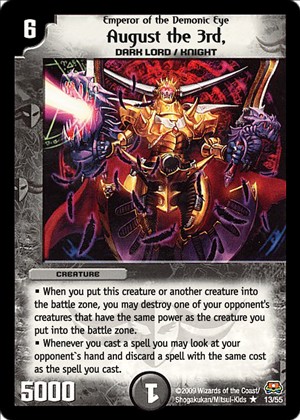 6
Emperor of the Demonic Eye
August the 3rd,
DARK LORD / KNIGHT
CREATURE
▪ When you put this creature or another creature into
the battle zone, you may destroy one of your opponent's
creatures that have the same power as the creature you
put into the battle zone.
▪ Whenever you cast a spell you may look at your
opponent`s hand and discard a spell with the same cost
as the spell you cast.
5000
1
©2009 Wizards of the Coast/
Shogakukan/Mitsui-Kids ★ 13/55